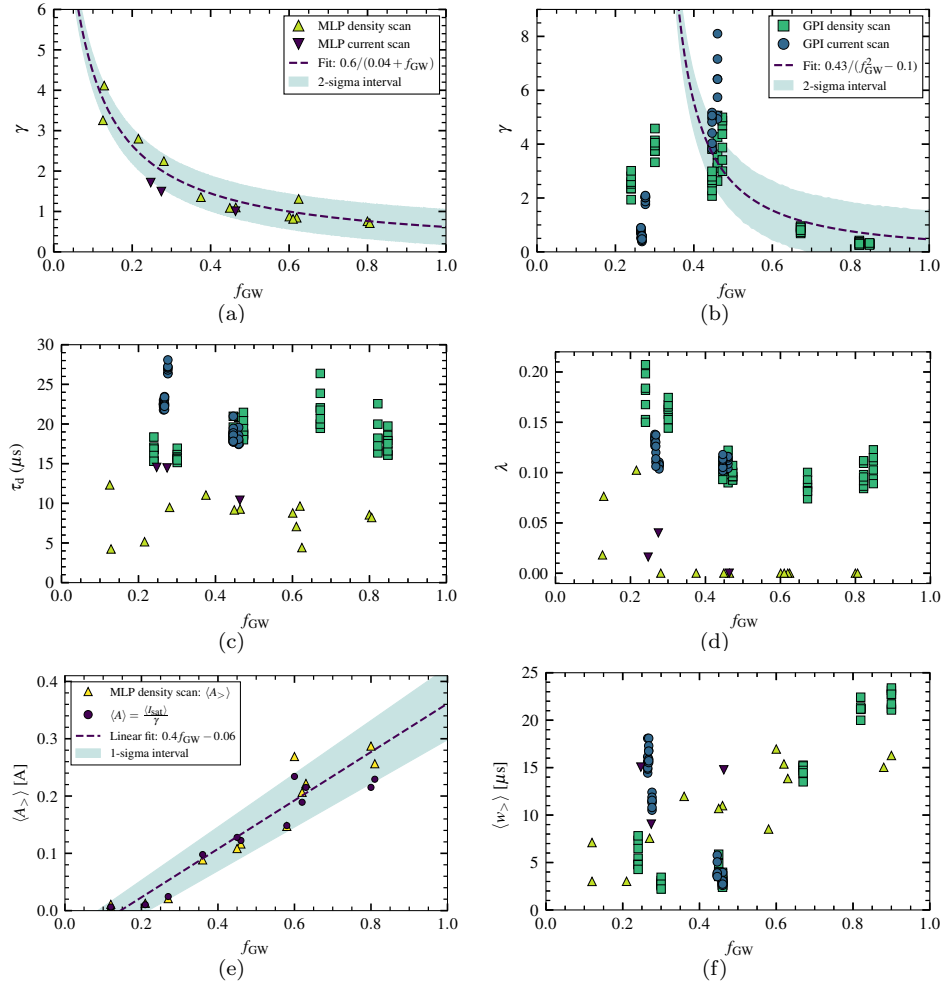 6
5
4
3
2
1
0
γ
0.0 0.2 0.4 0.6 0.8 1.0
f_GW
MLP density scan
MLP current scan
Fit: 0.6/(0.04 + f_GW)
2-sigma interval
(a)
8
6
4
2
0
γ
0.0 0.2 0.4 0.6 0.8 1.0
f_GW
GPI density scan
GPI current scan
Fit: 0.43/(f²_GW − 0.1)
2-sigma interval
(b)
30
25
20
15
10
5
0
τ_d (μs)
0.0 0.2 0.4 0.6 0.8 1.0
f_GW
(c)
0.20
0.15
0.10
0.05
0.00
λ
0.0 0.2 0.4 0.6 0.8 1.0
f_GW
(d)
0.4
0.3
0.2
0.1
0.0
⟨A_>⟩ [A]
0.0 0.2 0.4 0.6 0.8 1.0
f_GW
MLP density scan: ⟨A_>⟩
⟨A⟩ = ⟨I_sat⟩/γ
Linear fit: 0.4 f_GW − 0.06
1-sigma interval
(e)
25
20
15
10
5
0
⟨w_>⟩ [μs]
0.0 0.2 0.4 0.6 0.8 1.0
f_GW
(f)